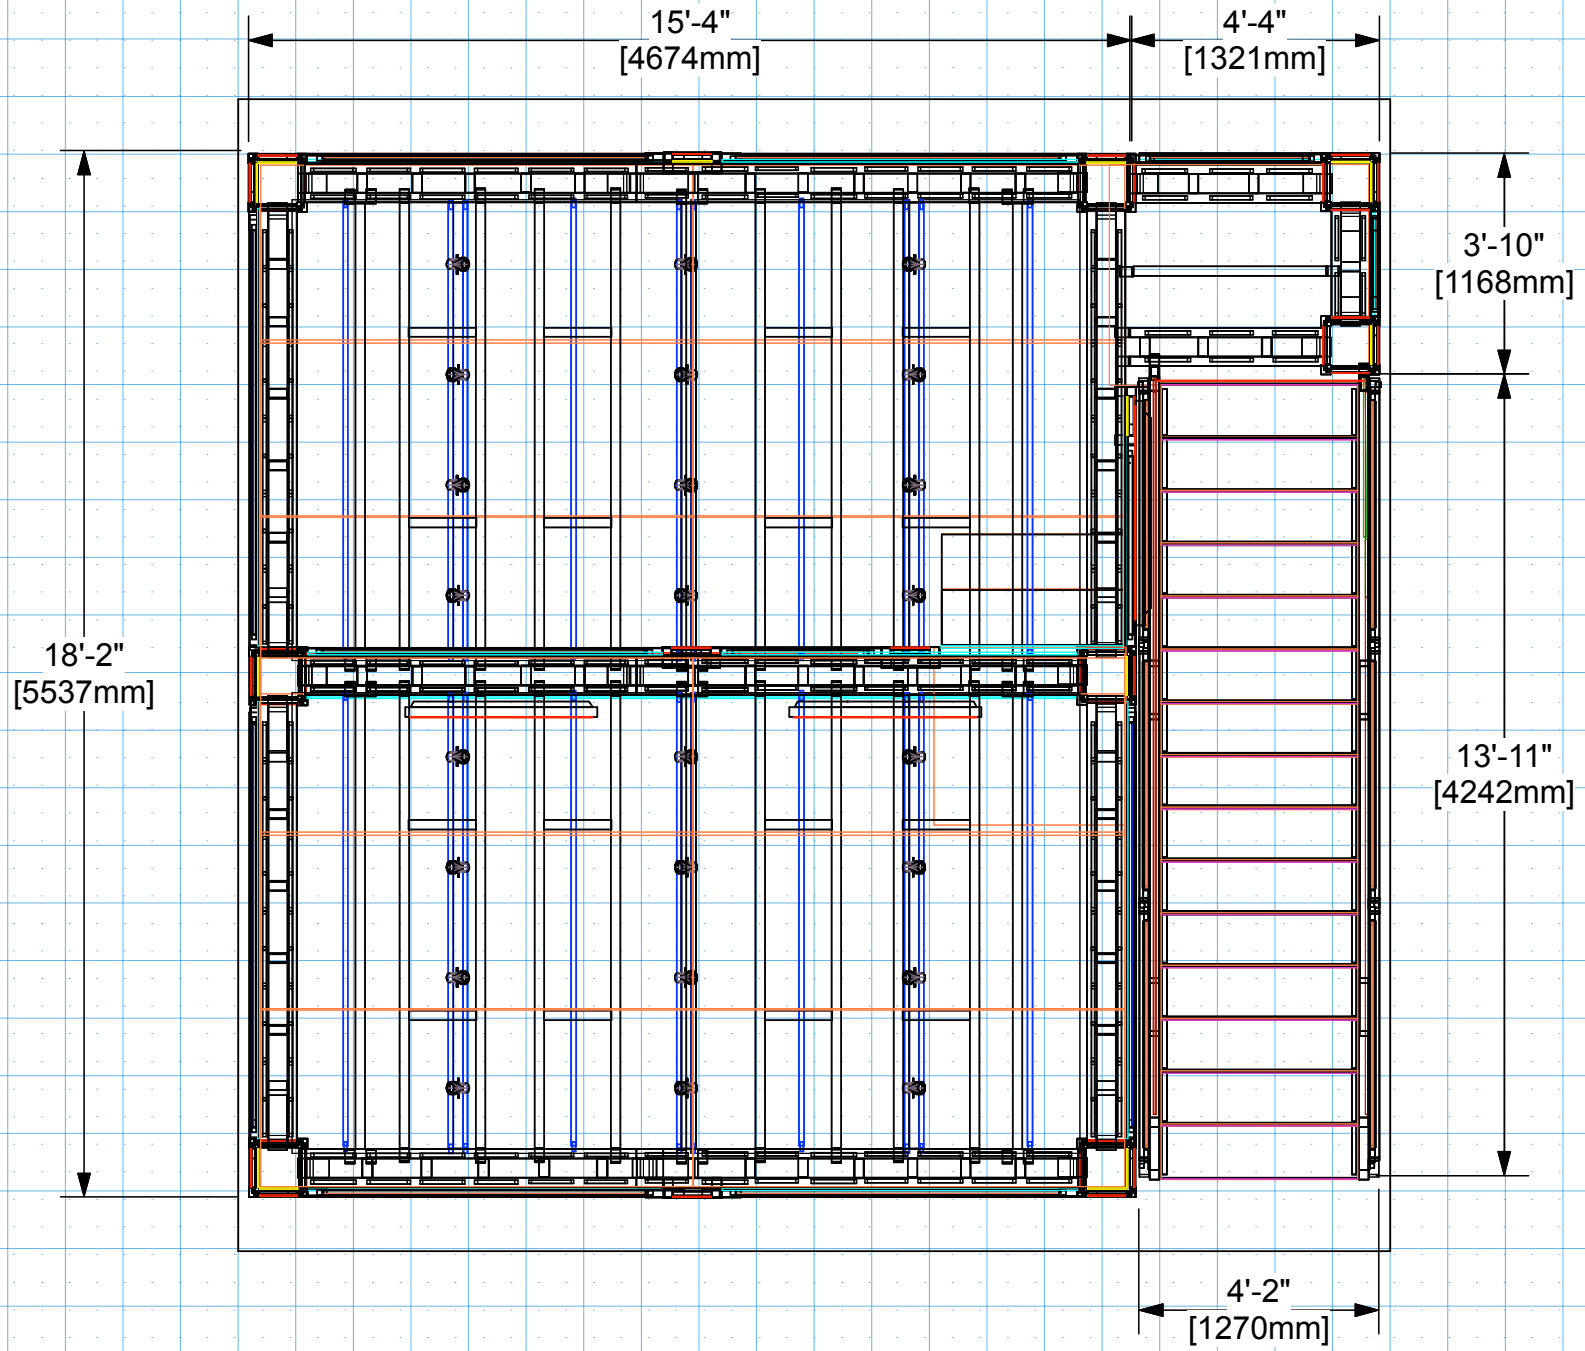 15'-4"
[4674mm]
4'-4"
[1321mm]
3'-10"
[1168mm]
18'-2"
[5537mm]
13'-11"
[4242mm]
4'-2"
[1270mm]